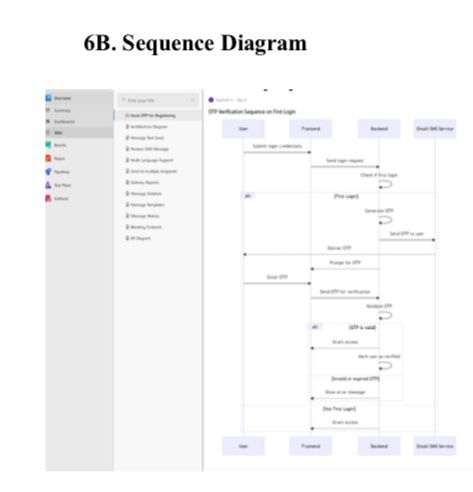 6B. Sequence Diagram
Overview
Summary
Dashboards
Wiki
Boards
Repos
Pipelines
Test Plans
Artifacts
Send OTP for Registering
Architecture Diagram
Message Text Send
Receive SMS Message
Multi Language Support
Send to multiple recipients
Delivery Reports
Message Deletion
Message Templates
Message History
Blocking Contacts
ER Diagram
OTP Verification Sequence on First Login
User
Frontend
Backend
Email/SMS Service
Submit login credentials
Send login request
Check if first login
alt
[First Login]
Generate OTP
Send OTP to user
Deliver OTP
Prompt for OTP
Enter OTP
Send OTP for verification
Validate OTP
alt
[OTP is valid]
Grant access
Mark user as verified
[Invalid or expired OTP]
Show error message
[Not First Login]
Grant access
User
Frontend
Backend
Email/SMS Service